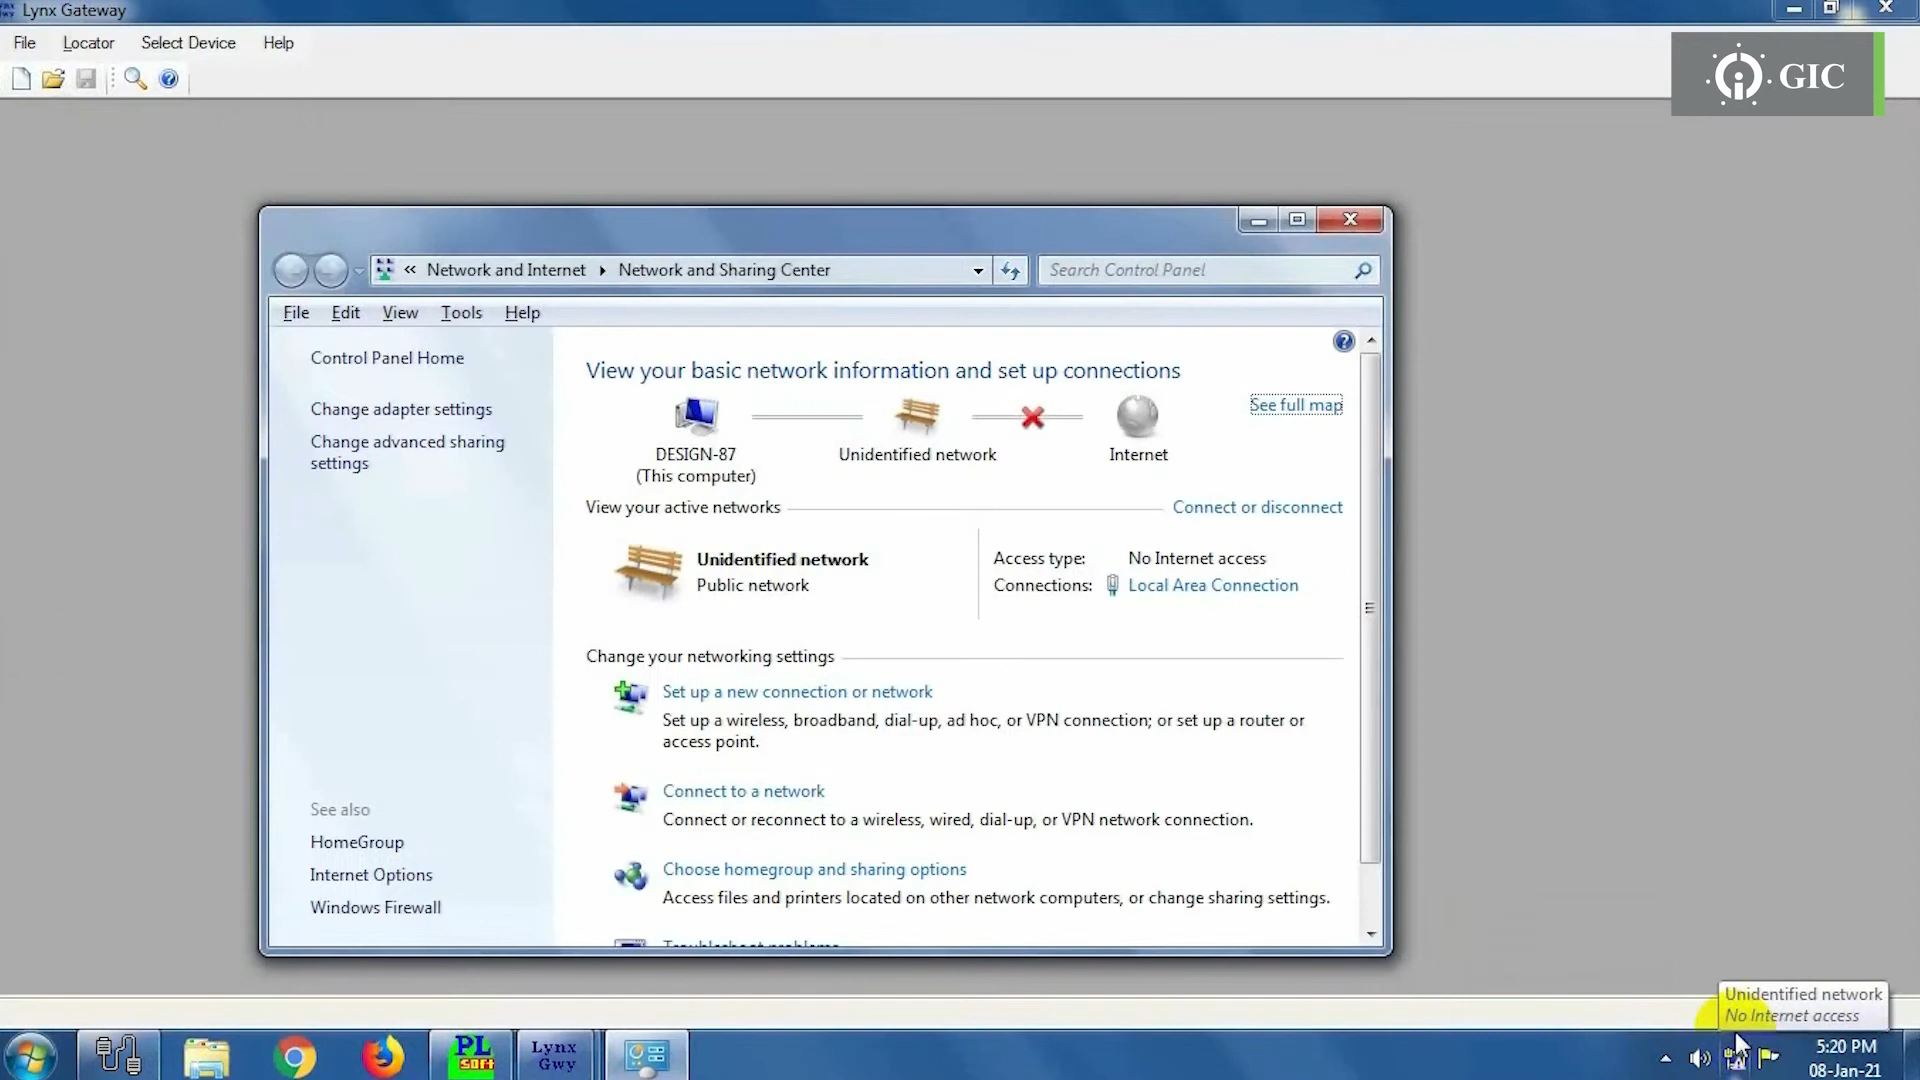 Lynx Gateway
File Locator Select Device Help
GIC
« Network and Internet Network and Sharing Center
Search Control Panel
File Edit View Tools Help
Control Panel Home
Change adapter settings
Change advanced sharing
settings
See also
HomeGroup
Internet Options
Windows Firewall
View your basic network information and set up connections
See full map
DESIGN-87
(This computer)
Unidentified network
Internet
View your active networks
Connect or disconnect
Unidentified network
Public network
Access type: No Internet access
Connections: Local Area Connection
Change your networking settings
Set up a new connection or network
Set up a wireless, broadband, dial-up, ad hoc, or VPN connection; or set up a router or
access point.
Connect to a network
Connect or reconnect to a wireless, wired, dial-up, or VPN network connection.
Choose homegroup and sharing options
Access files and printers located on other network computers, or change sharing settings.
Troubleshoot problems
Unidentified network
No Internet access
PL
soft
Lynx
Gwy
5:20 PM
08-Jan-21